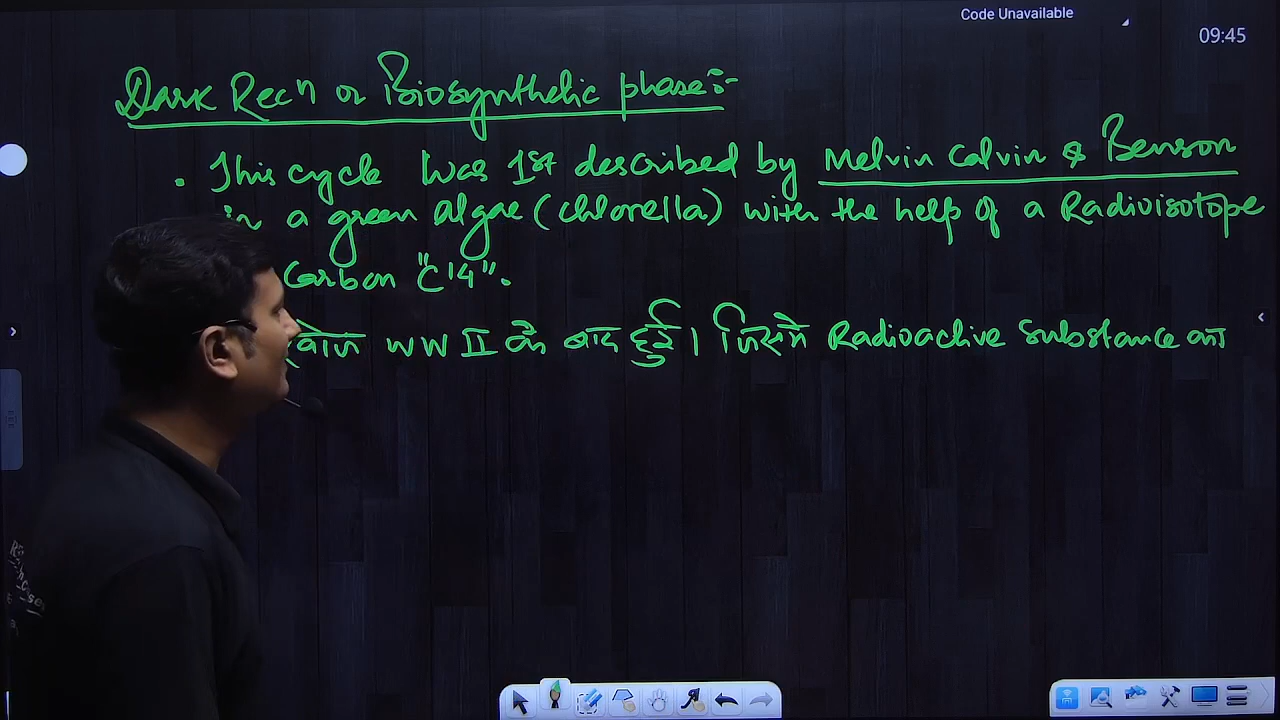 Code Unavailable
09:45
Dark Recn or Biosynthetic phase:-
. This cycle was 1st described by Melvin Calvin & Benson
in a green algae (chlorella) with the help of a Radioisotope
Carbon "C14".
खोज WW II के बाद हुई। जिसमे Radioactive Substance का